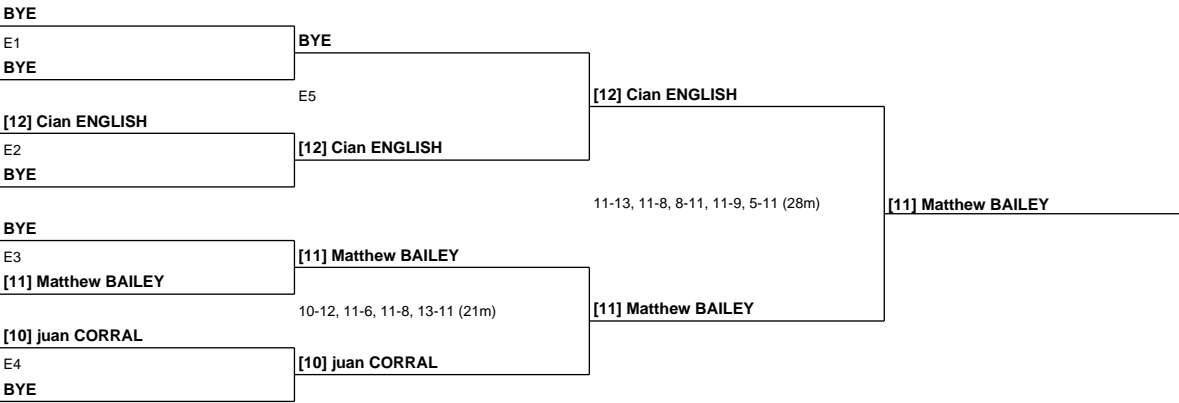 BYE
E1
BYE
BYE
E5
[12] Cian ENGLISH
[12] Cian ENGLISH
E2
[12] Cian ENGLISH
BYE
11-13, 11-8, 8-11, 11-9, 5-11 (28m)
[11] Matthew BAILEY
BYE
E3
[11] Matthew BAILEY
[11] Matthew BAILEY
10-12, 11-6, 11-8, 13-11 (21m)
[11] Matthew BAILEY
[10] juan CORRAL
E4
[10] juan CORRAL
BYE